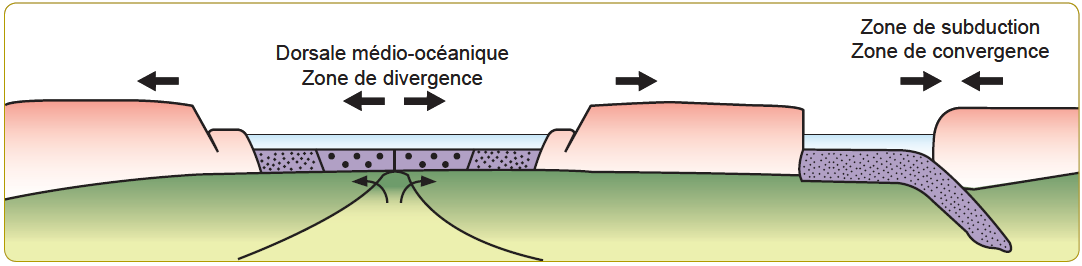 Dorsale médio-océanique
Zone de divergence
Zone de subduction
Zone de convergence